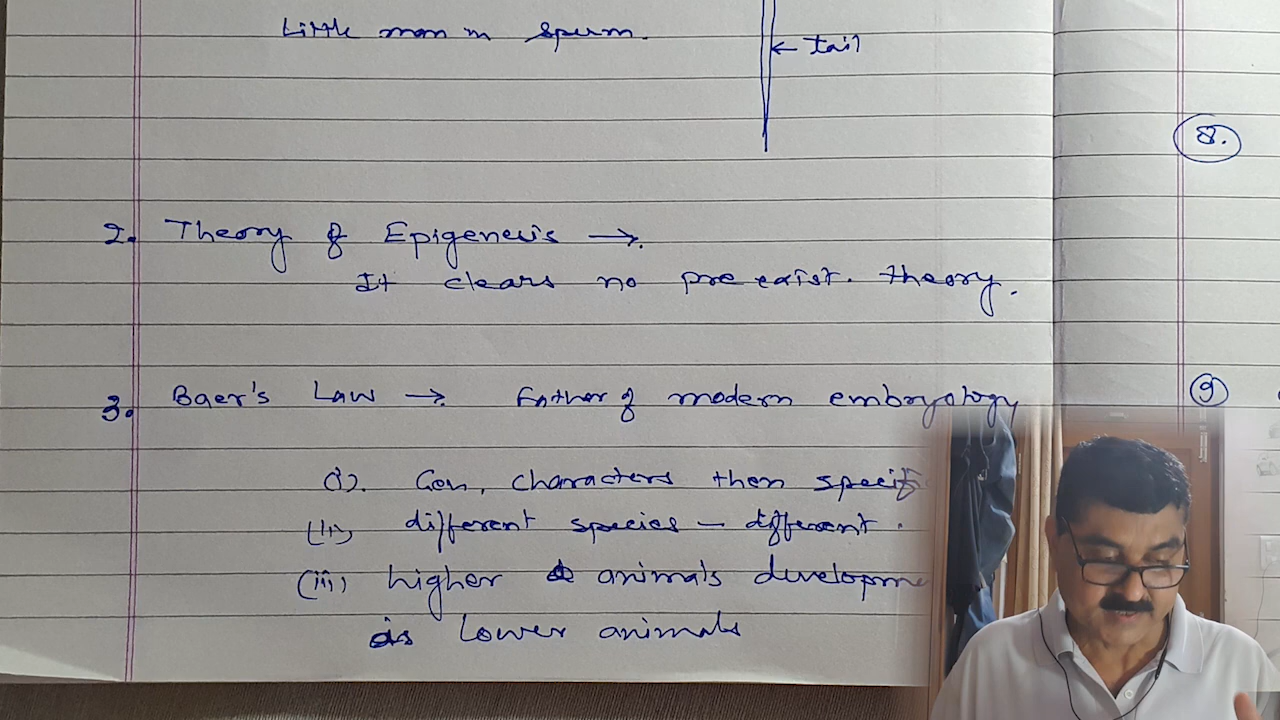 Little man in sperm.
← tail
8.
2. Theory of Epigenesis →.
It clears no pre exist. theory.
3. Baer's Law →. Father of modern embryology
9
(i). Gen, characters then specif
(ii) different species - different.
(iii) higher animals developme
is lower animals